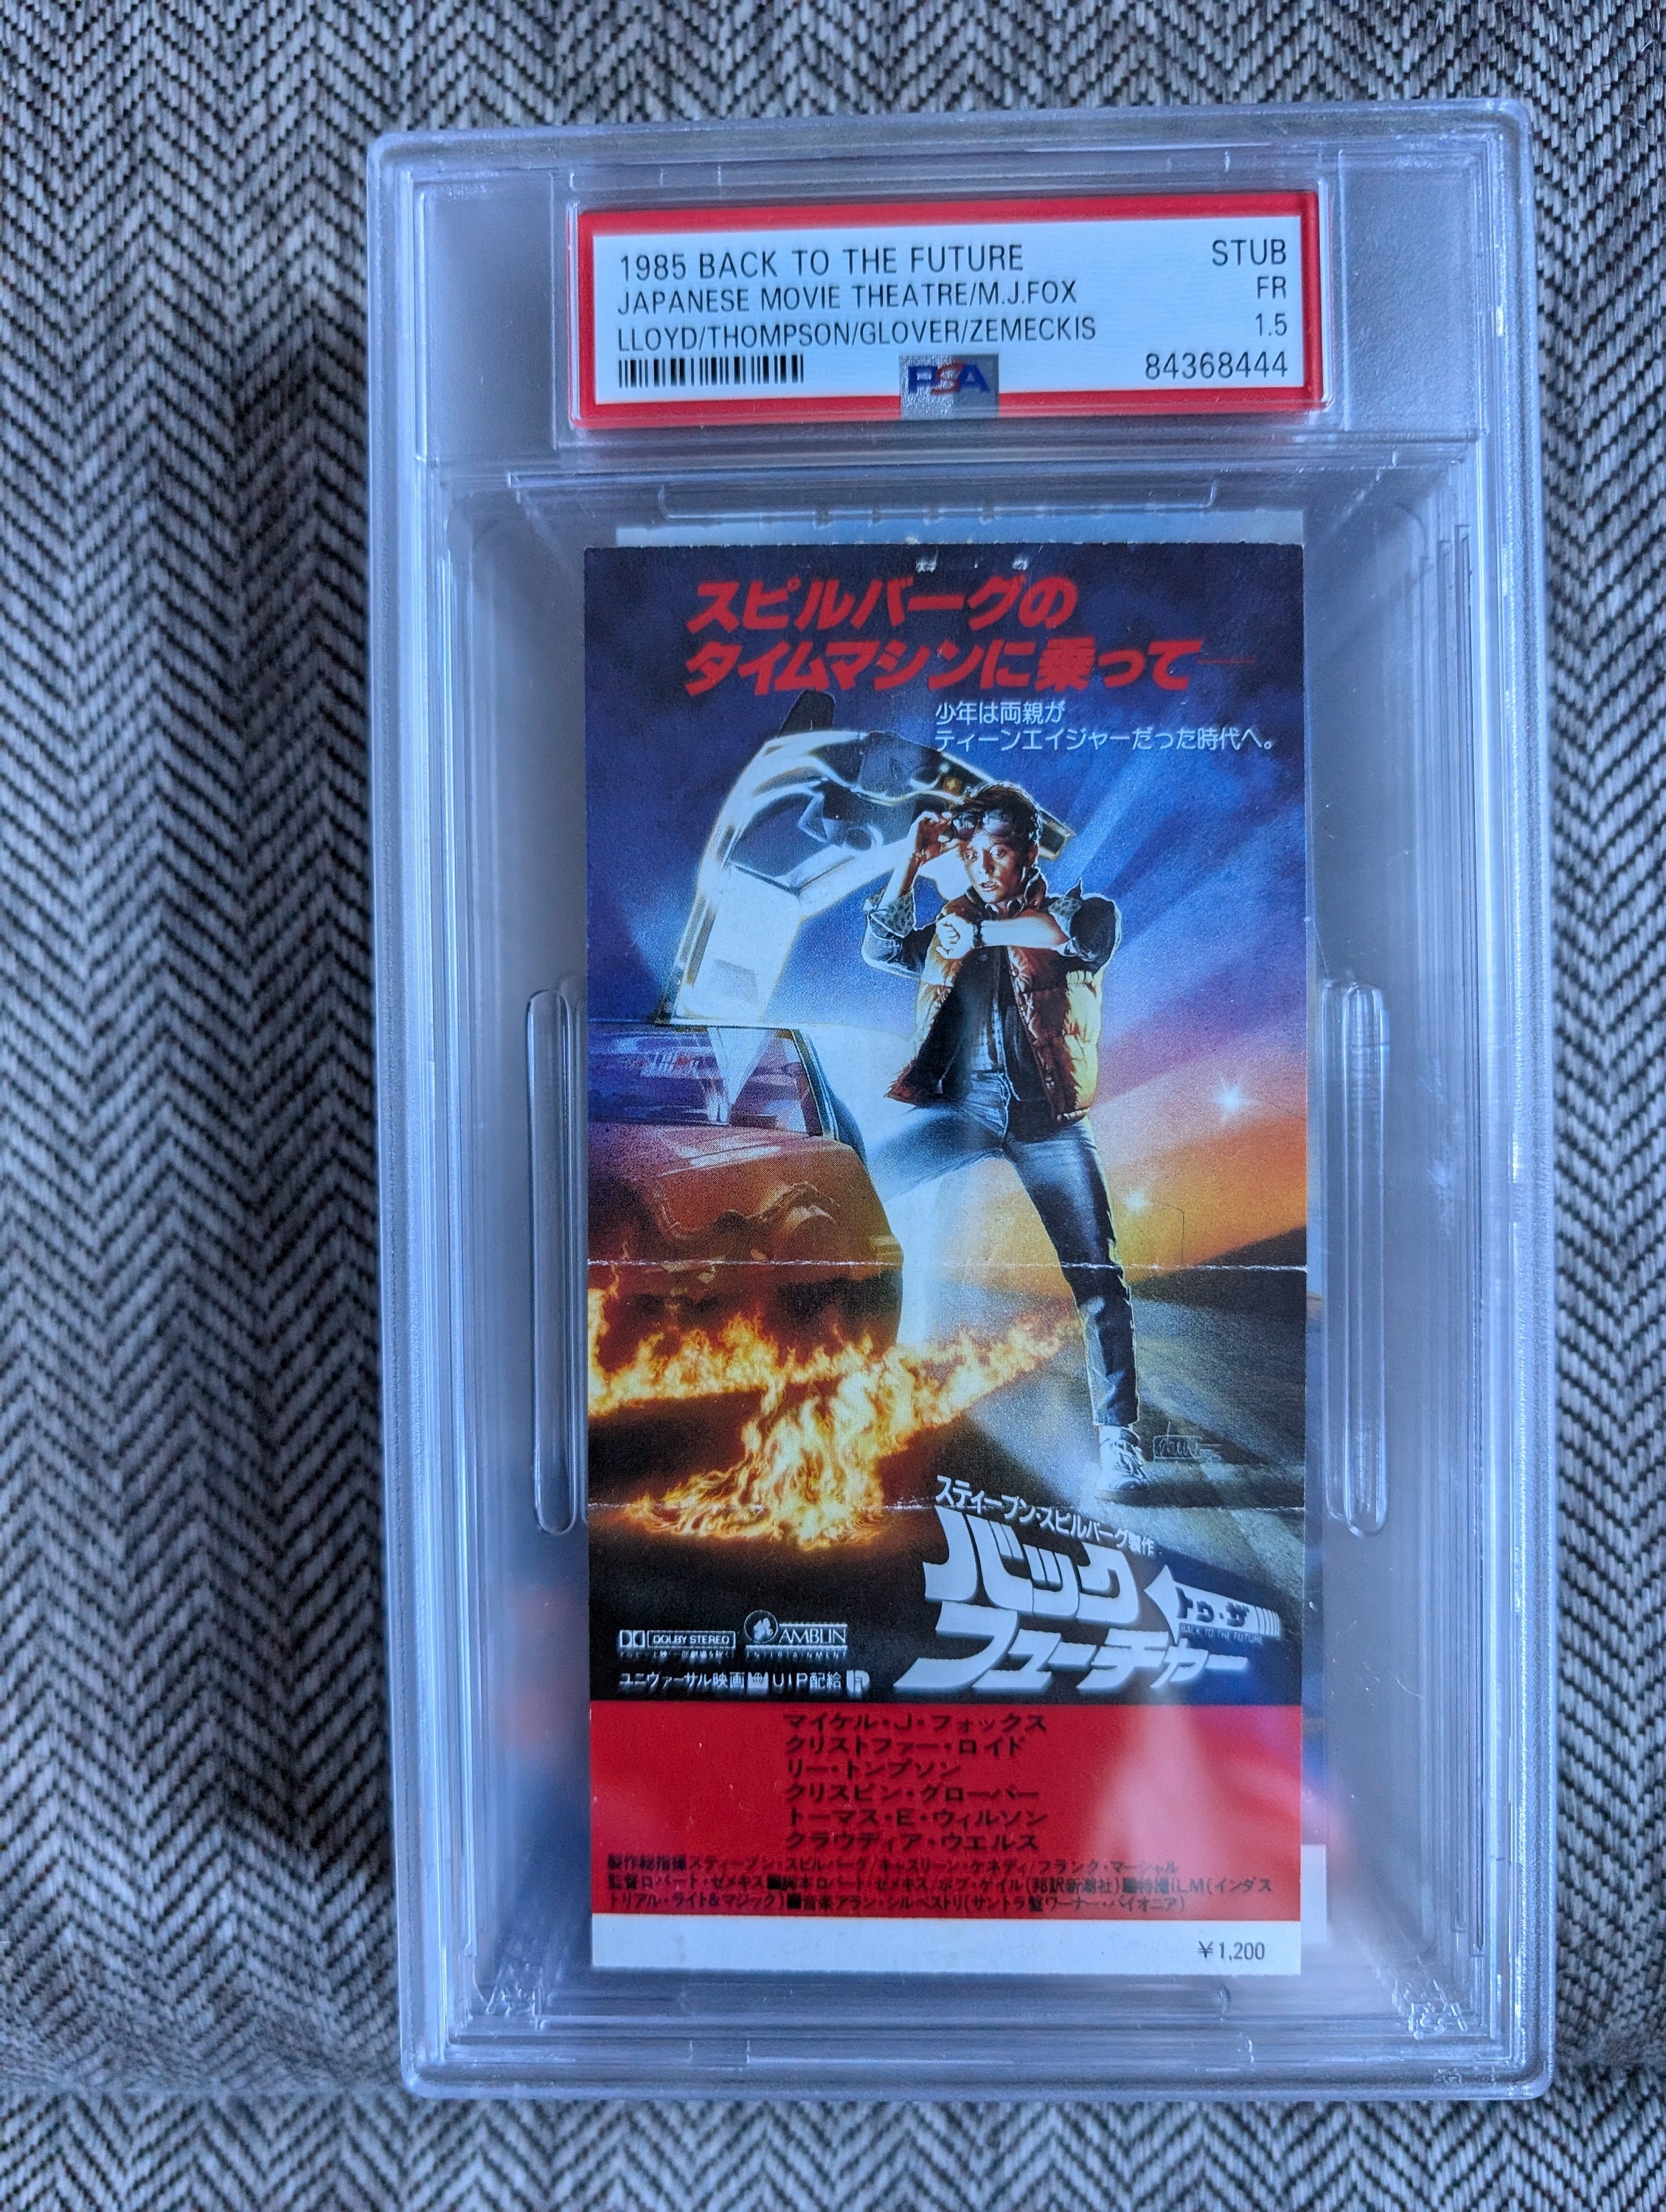 1985 BACK TO THE FUTURE STUB
JAPANESE MOVIE THEATRE/M.J.FOX FR
LLOYD/THOMPSON/GLOVER/ZEMECKIS 1.5
PSA 84368444
スピルバーグの
タイムマシンに乗って──
少年は両親が
ティーンエイジャーだった時代へ。
スティーブン・スピルバーグ製作
バック
トゥ・ザ
BACK TO THE FUTURE
フューチャー
DOLBY STEREO
AMBLIN
ENTERTAINMENT
ユニヴァーサル映画 UIP配給
マイケル・J・フォックス
クリストファー・ロイド
リー・トンプソン
クリスピン・グローバー
トーマス・E・ウィルソン
クラウディア・ウエルス
製作総指揮スティーブン・スピルバーグ/キャスリーン・ケネディ/フランク・マーシャル
監督ロバート・ゼメキス■脚本ロバート・ゼメキス/ボブ・ゲイル(邦訳新潮社)■特撮ILM(インダス
トリアル・ライト&マジック)■音楽アラン・シルベストリ(サントラ盤ワーナー・パイオニア)
¥1,200
PSA
PSA